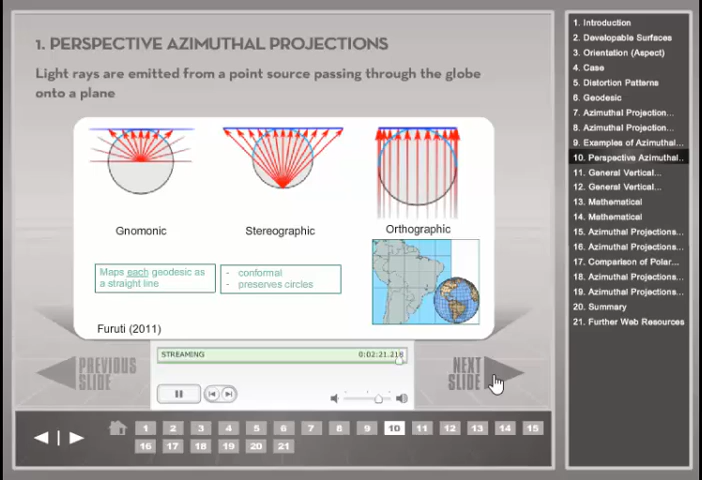 1. PERSPECTIVE AZIMUTHAL PROJECTIONS
Light rays are emitted from a point source passing through the globe
onto a plane
Gnomonic
Stereographic
Orthographic
Maps each geodesic as
a straight line
- conformal
- preserves circles
Furuti (2011)
STREAMING
PREVIOUS
SLIDE
NEXT
SLIDE
1 2 3 4 5 6 7 8 9 10 11 12 13 14 15
16 17 18 19 20 21
1. Introduction
2. Developable Surfaces
3. Orientation (Aspect)
4. Case
5. Distortion Patterns
6. Geodesic
7. Azimuthal Projection...
8. Azimuthal Projection...
9. Examples of Azimuthal...
10. Perspective Azimuthal...
11. General Vertical...
12. General Vertical...
13. Mathematical
14. Mathematical
15. Azimuthal Projections...
16. Azimuthal Projections...
17. Comparison of Polar...
18. Azimuthal Projections...
19. Azimuthal Projections...
20. Summary
21. Further Web Resources